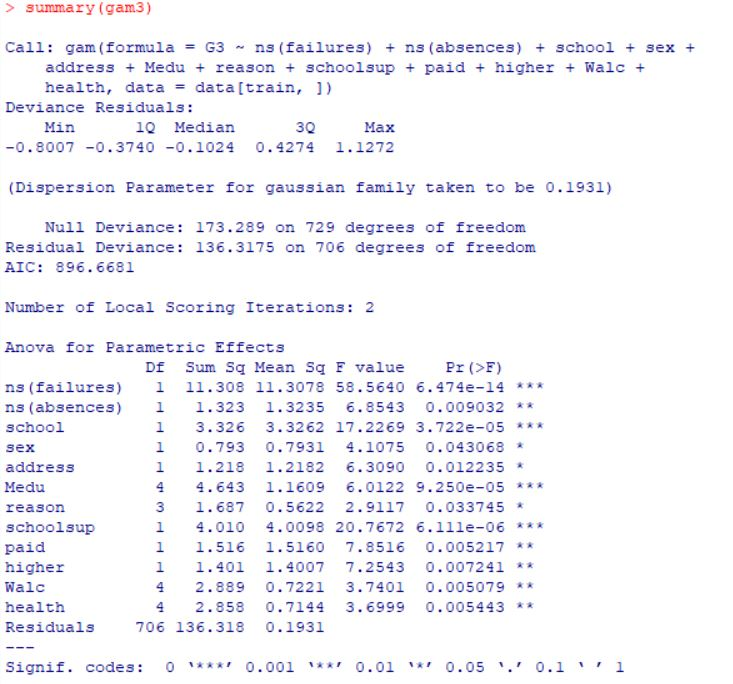 > summary(gam3)
Call: gam(formula = G3 ~ ns(failures) + ns(absences) + school + sex +
    address + Medu + reason + schoolsup + paid + higher + Walc +
    health, data = data[train, ])
Deviance Residuals:
    Min      1Q  Median      3Q     Max
-0.8007 -0.3740 -0.1024  0.4274  1.1272
(Dispersion Parameter for gaussian family taken to be 0.1931)
    Null Deviance: 173.289 on 729 degrees of freedom
Residual Deviance: 136.3175 on 706 degrees of freedom
AIC: 896.6681
Number of Local Scoring Iterations: 2
Anova for Parametric Effects
              Df  Sum Sq Mean Sq F value    Pr(>F)
ns(failures)   1  11.308 11.3078 58.5640 6.474e-14 ***
ns(absences)   1   1.323  1.3235  6.8543  0.009032 **
school         1   3.326  3.3262 17.2269 3.722e-05 ***
sex            1   0.793  0.7931  4.1075  0.043068 *
address        1   1.218  1.2182  6.3090  0.012235 *
Medu           4   4.643  1.1609  6.0122 9.250e-05 ***
reason         3   1.687  0.5622  2.9117  0.033745 *
schoolsup      1   4.010  4.0098 20.7672 6.111e-06 ***
paid           1   1.516  1.5160  7.8516  0.005217 **
higher         1   1.401  1.4007  7.2543  0.007241 **
Walc           4   2.889  0.7221  3.7401  0.005079 **
health         4   2.858  0.7144  3.6999  0.005443 **
Residuals    706 136.318  0.1931
---
Signif. codes:  0 ‘***’ 0.001 ‘**’ 0.01 ‘*’ 0.05 ‘.’ 0.1 ‘ ’ 1